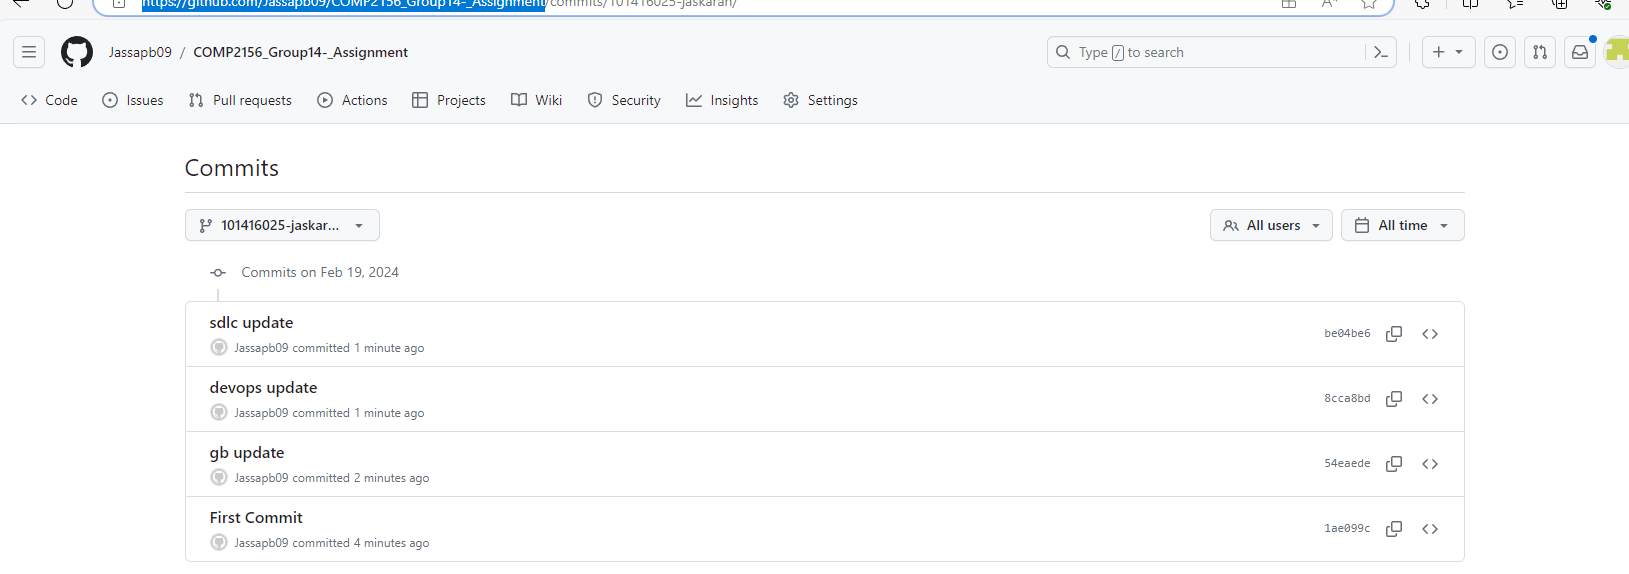 https://github.com/Jassapb09/COMP2156_Group14-_Assignment/commits/101416025-jaskaran/
Jassapb09 / COMP2156_Group14-_Assignment
Type / to search
Code Issues Pull requests Actions Projects Wiki Security Insights Settings
Commits
101416025-jaskar...
All users
All time
Commits on Feb 19, 2024
sdlc update
be04be6
Jassapb09 committed 1 minute ago
devops update
8cca8bd
Jassapb09 committed 1 minute ago
gb update
54eaede
Jassapb09 committed 2 minutes ago
First Commit
1ae099c
Jassapb09 committed 4 minutes ago